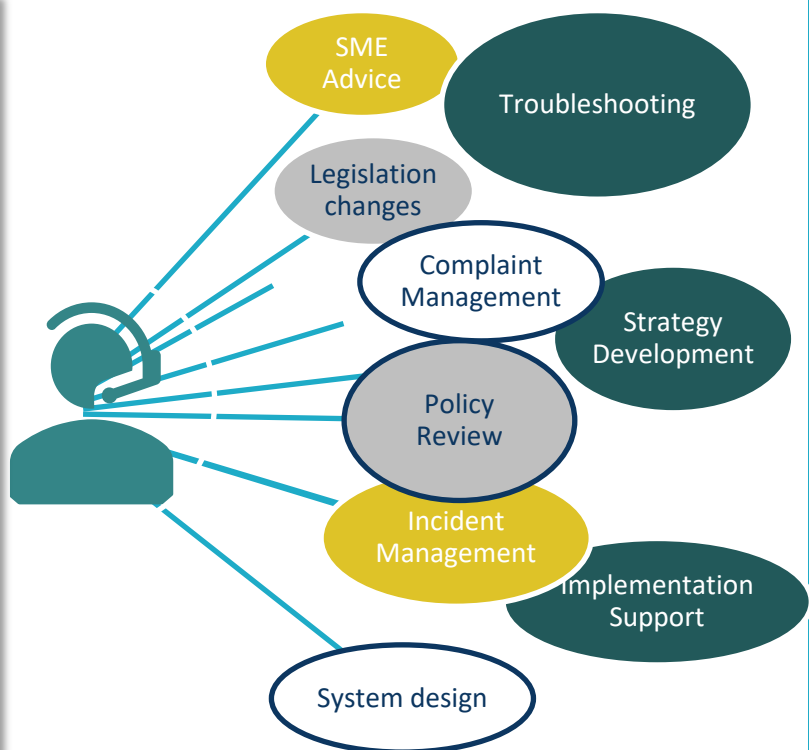 SME
Advice
Troubleshooting
Legislation
changes
Complaint
Management
Strategy
Development
Policy
Review
Incident
Management
Implementation
Support
System design